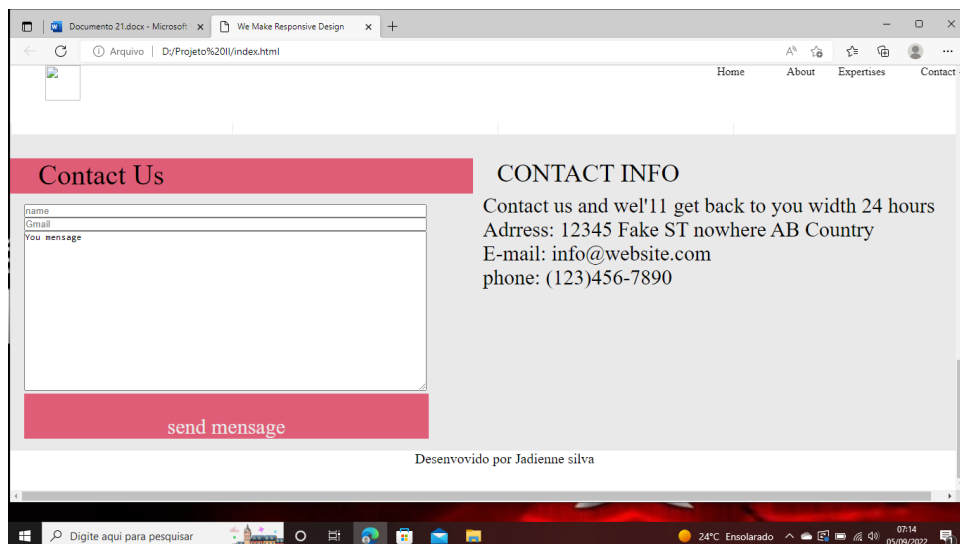 Documento 21.docx - Microsoft
We Make Responsive Design
Arquivo
D:/Projeto%20II/index.html
Home About Expertises Contact
Contact Us
name
Gmail
You mensage
send mensage
CONTACT INFO
Contact us and wel'11 get back to you width 24 hours
Adrress: 12345 Fake ST nowhere AB Country
E-mail: info@website.com
phone: (123)456-7890
Desenvovido por Jadienne silva
Digite aqui para pesquisar
24°C Ensolarado
07:14
05/09/2022